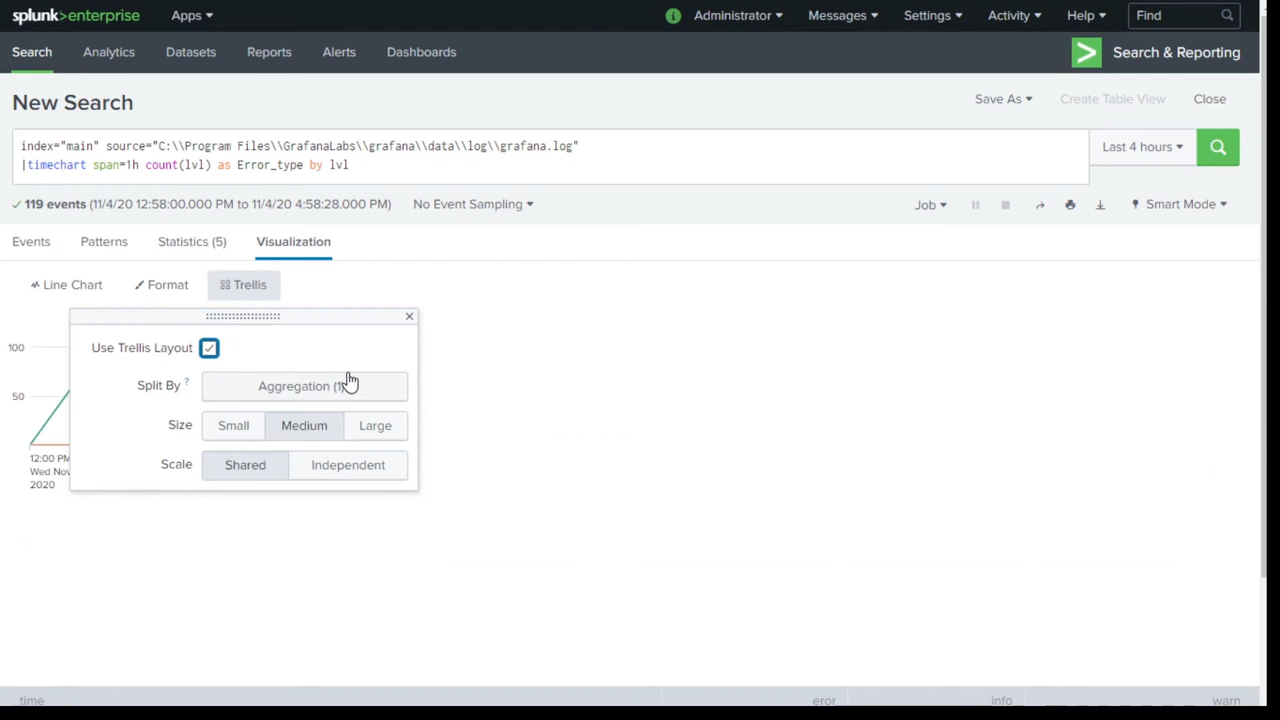 splunk>enterprise Apps Administrator Messages Settings Activity Help Find
Search Analytics Datasets Reports Alerts Dashboards Search & Reporting
New Search Save As Create Table View Close
index="main" source="C:\\Program Files\\GrafanaLabs\\grafana\\data\\log\\grafana.log"
|timechart span=1h count(lvl) as Error_type by lvl
Last 4 hours
119 events (11/4/20 12:58:00.000 PM to 11/4/20 4:58:28.000 PM) No Event Sampling Job Smart Mode
Events Patterns Statistics (5) Visualization
Line Chart Format Trellis
Use Trellis Layout
Split By ? Aggregation (1)
Size Small Medium Large
Scale Shared Independent
100
50
12:00 PM
Wed Nov
2020
time eror info warn